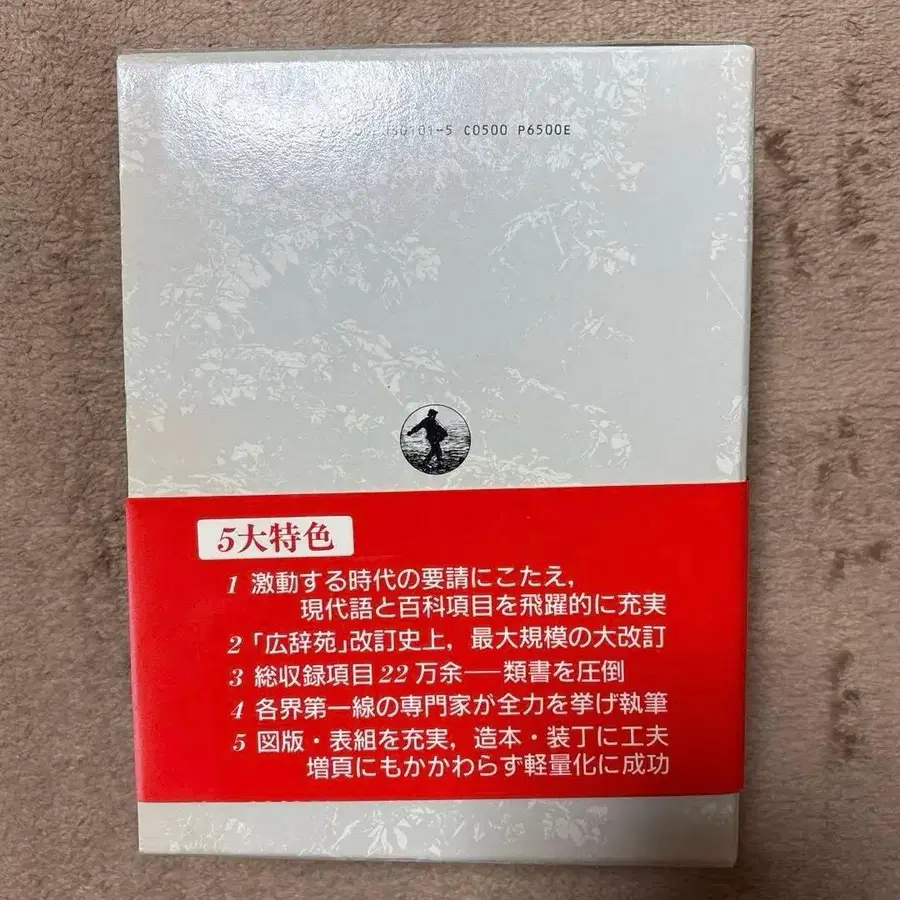 150101-5 C0500 P6500E
5大特色
1 激動する時代の要請にこたえ,
現代語と百科項目を飛躍的に充実
2 「広辞苑」改訂史上, 最大規模の大改訂
3 総収録項目22万余──類書を圧倒
4 各界第一線の専門家が全力を挙げ執筆
5 図版・表組を充実, 造本・装丁に工夫
増頁にもかかわらず軽量化に成功